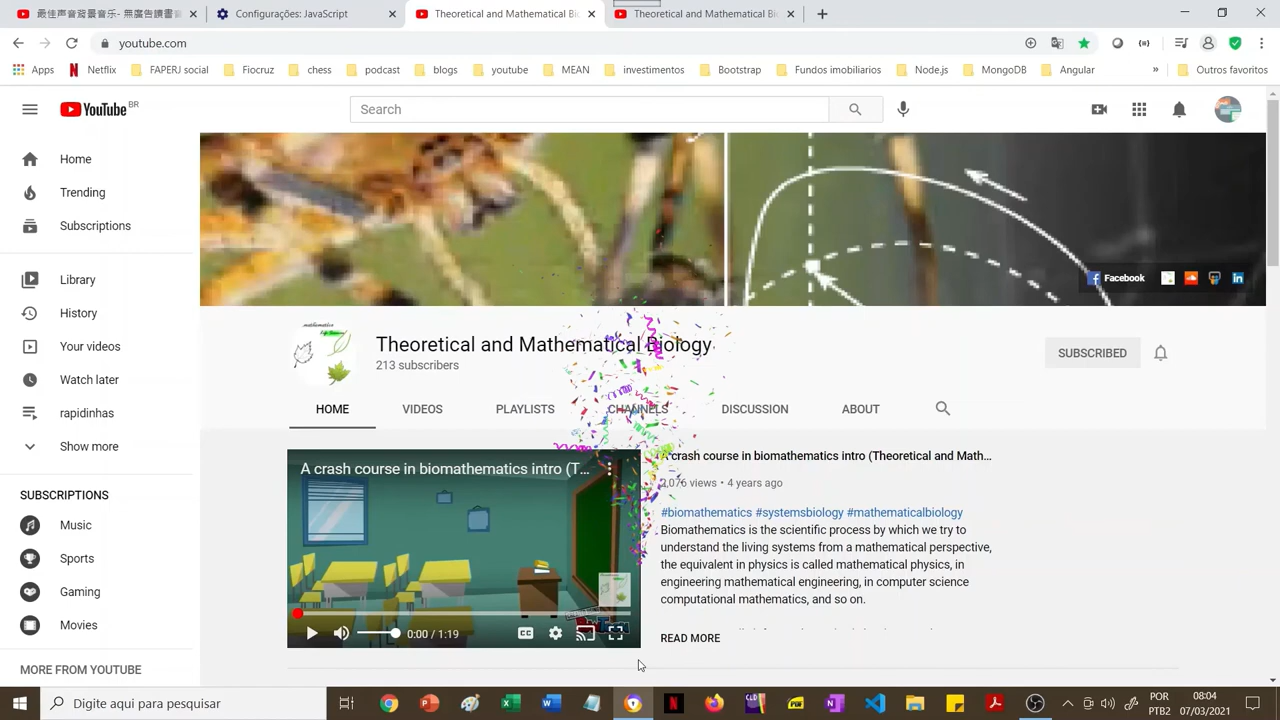 最佳声音背景音乐- 無廣告讀書
Configurações: JavaScript
Theoretical and Mathematical Bi
Theoretical and Mathematical Bi
youtube.com
Apps
Netflix
FAPERJ social
Fiocruz
chess
podcast
blogs
youtube
MEAN
investimentos
Bootstrap
Fundos imobiliarios
Node.js
MongoDB
Angular
»
Outros favoritos
YouTube BR
Search
Home
Trending
Subscriptions
Library
History
Your videos
Watch later
rapidinhas
Show more
SUBSCRIPTIONS
Music
Sports
Gaming
Movies
MORE FROM YOUTUBE
Facebook
Theoretical and Mathematical Biology
213 subscribers
SUBSCRIBED
HOME
VIDEOS
PLAYLISTS
CHANNELS
DISCUSSION
ABOUT
A crash course in biomathematics intro (T...
0:00 / 1:19
CC
A crash course in biomathematics intro (Theoretical and Math...
2,076 views • 4 years ago
#biomathematics #systemsbiology #mathematicalbiology
Biomathematics is the scientific process by which we try to
understand the living systems from a mathematical perspective,
the equivalent in physics is called mathematical physics, in
engineering mathematical engineering, in computer science
computational mathematics, and so on.
READ MORE
Digite aqui para pesquisar
POR
PTB2
08:04
07/03/2021